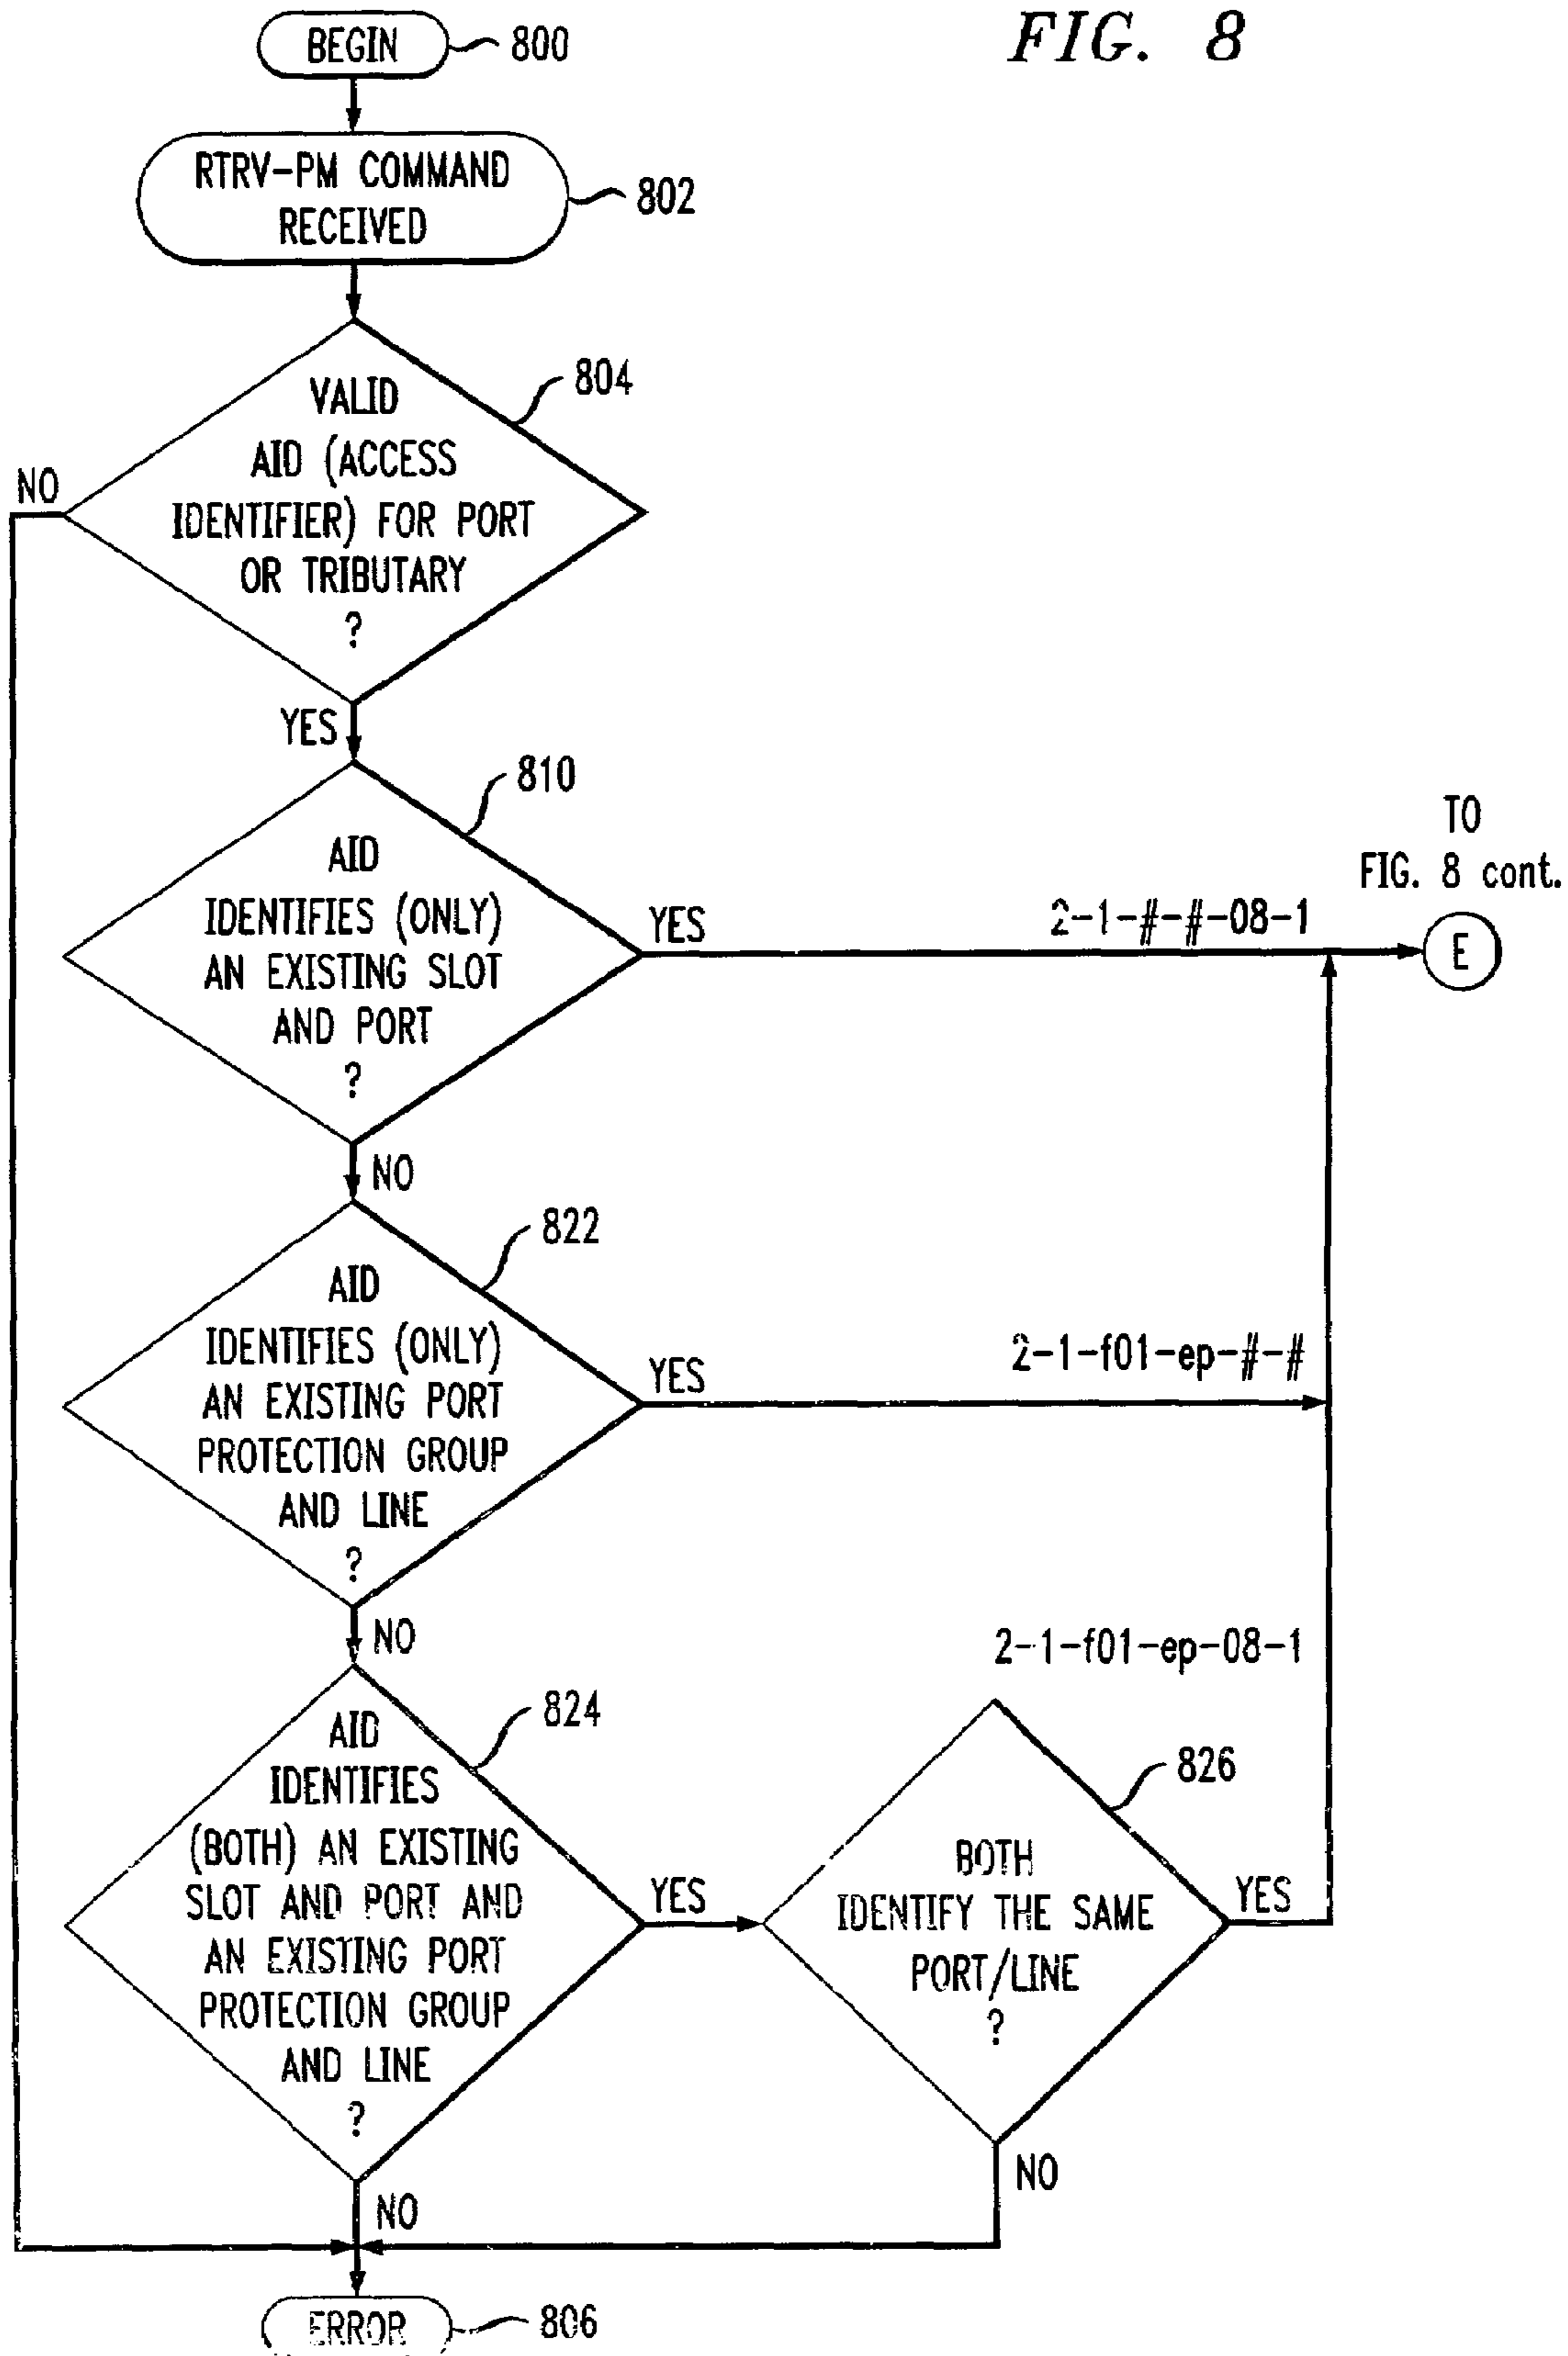 FIG. 8
BEGIN
800
RTRV-PM COMMAND
RECEIVED
802
804
VALID
AID (ACCESS
IDENTIFIER) FOR PORT
OR TRIBUTARY
?
NO
YES
810
AID
IDENTIFIES (ONLY)
AN EXISTING SLOT
AND PORT
?
YES
2-1-#-#-08-1
TO
FIG. 8 cont.
E
NO
822
AID
IDENTIFIES (ONLY)
AN EXISTING PORT
PROTECTION GROUP
AND LINE
?
YES
2-1-f01-ep-#-#
NO
824
AID
IDENTIFIES
(BOTH) AN EXISTING
SLOT AND PORT AND
AN EXISTING PORT
PROTECTION GROUP
AND LINE
?
YES
2-1-f01-ep-08-1
826
BOTH
IDENTIFY THE SAME
PORT/LINE
?
YES
NO
NO
ERROR
806